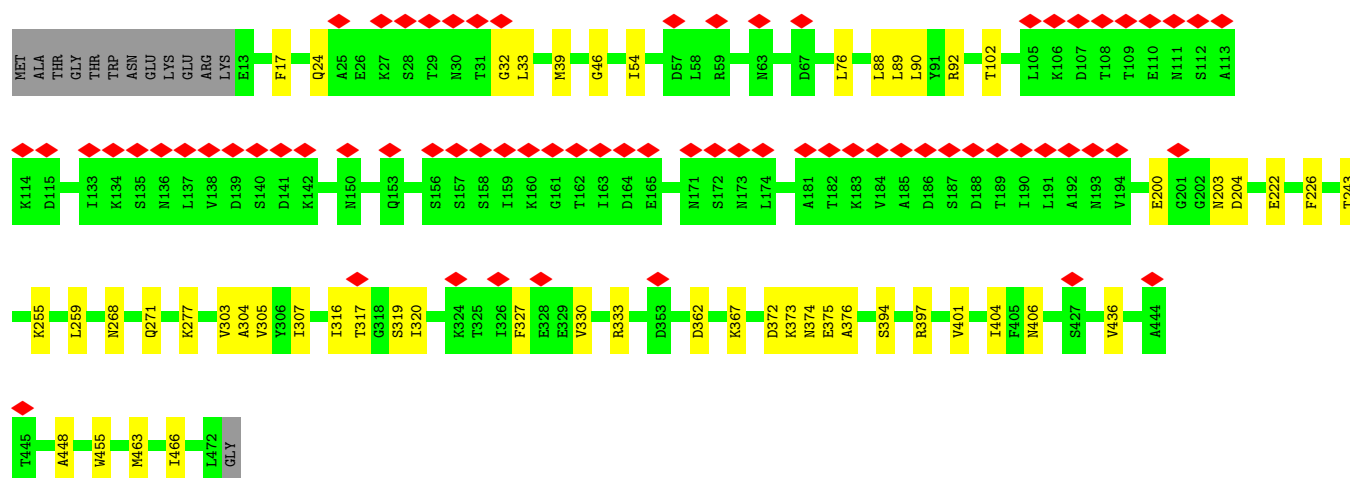 MET ALA THR GLY THR TRP ASN GLU LYS GLU ARG LYS E13 F17 Q24 A25 E26 K27 S28 T29 N30 T31 G32 L33 M39 G46 I54 D57 L58 R59 N63 D67 L76 L88 L89 L90 Y91 R92 T102 L105 K106 D107 T108 T109 E110 N111 S112 A113
K114 D115 I133 K134 S135 N136 L137 V138 D139 S140 D141 K142 N150 Q153 S156 S157 S158 I159 K160 G161 T162 I163 D164 E165 N171 S172 N173 L174 A181 T182 K183 V184 A185 D186 S187 D188 T189 I190 L191 A192 N193 V194 E200 G201 G202 N203 D204 E222 F226 T243
K255 L259 N268 Q271 K277 V303 A304 V305 Y306 I307 I316 T317 G318 S319 I320 K324 T325 I326 F327 E328 E329 V330 R333 D353 D362 K367 D372 K373 N374 E375 A376 S394 R397 V401 I404 F405 N406 S427 V436 A444
T445 A448 W455 M463 I466 L472 GLY